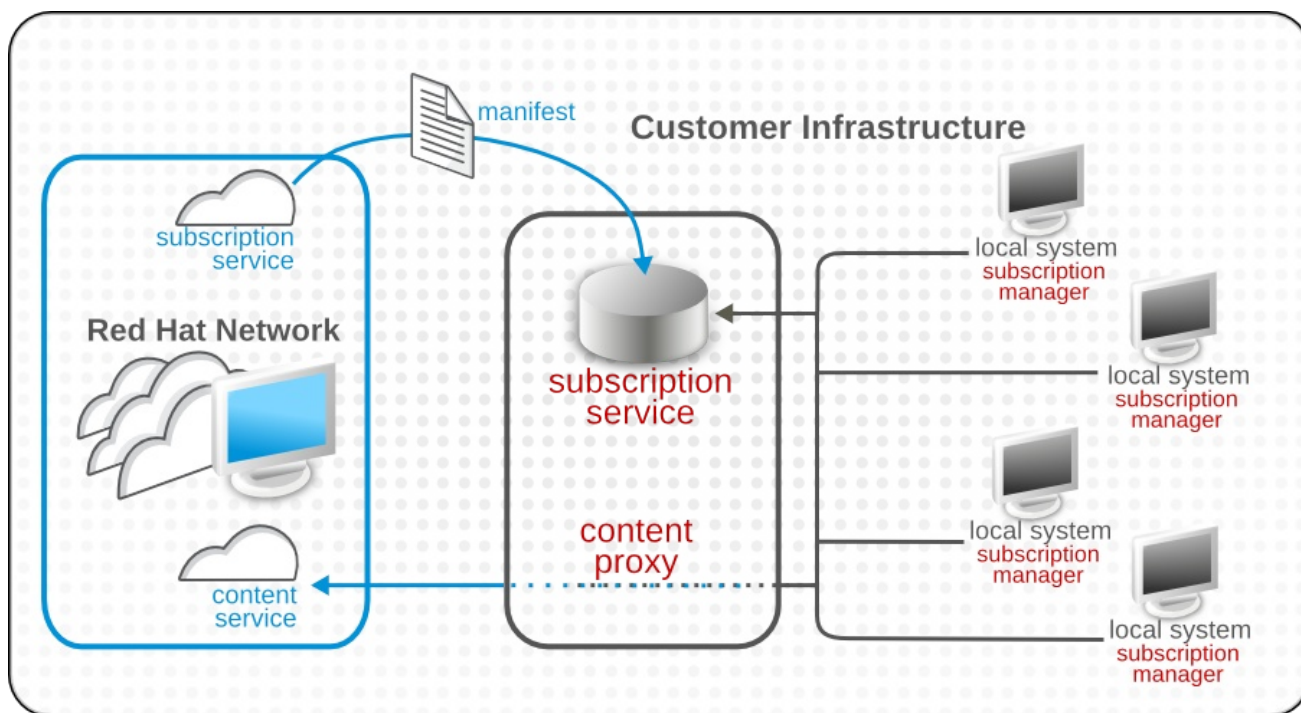 manifest
Customer Infrastructure
subscription
service
Red Hat Network
content
service
subscription
service
content
proxy
local system
subscription
manager
local system
subscription
manager
local system
subscription
manager
local system
subscription
manager